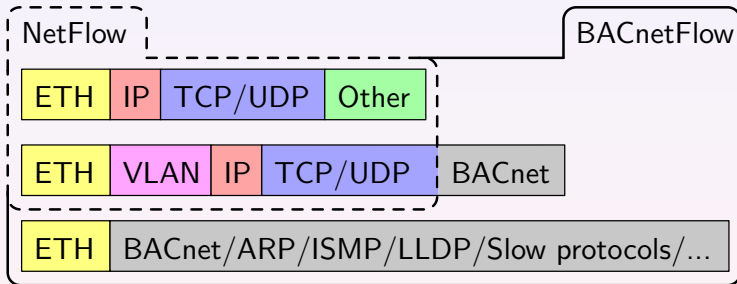 NetFlow BACnetFlow
ETH IP TCP/UDP Other
ETH VLAN IP TCP/UDP BACnet
ETH BACnet/ARP/ISMP/LLDP/Slow protocols/...